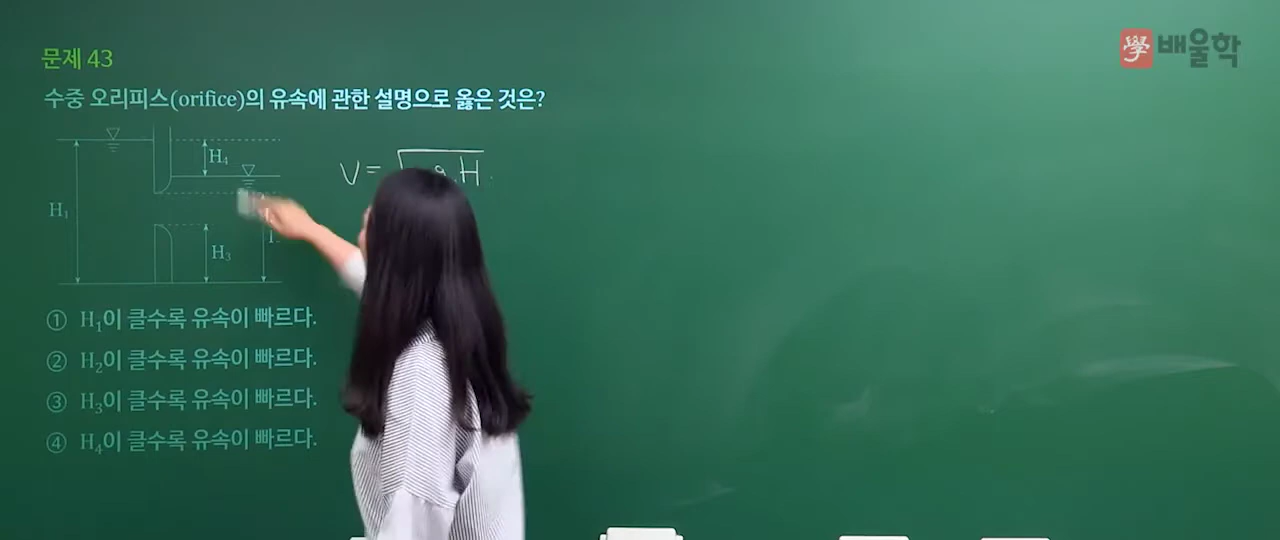 學 배울학
문제 43
수중 오리피스(orifice)의 유속에 관한 설명으로 옳은 것은?
H₄
V = g H
H₁
H₃
① H₁이 클수록 유속이 빠르다.
② H₂이 클수록 유속이 빠르다.
③ H₃이 클수록 유속이 빠르다.
④ H₄이 클수록 유속이 빠르다.